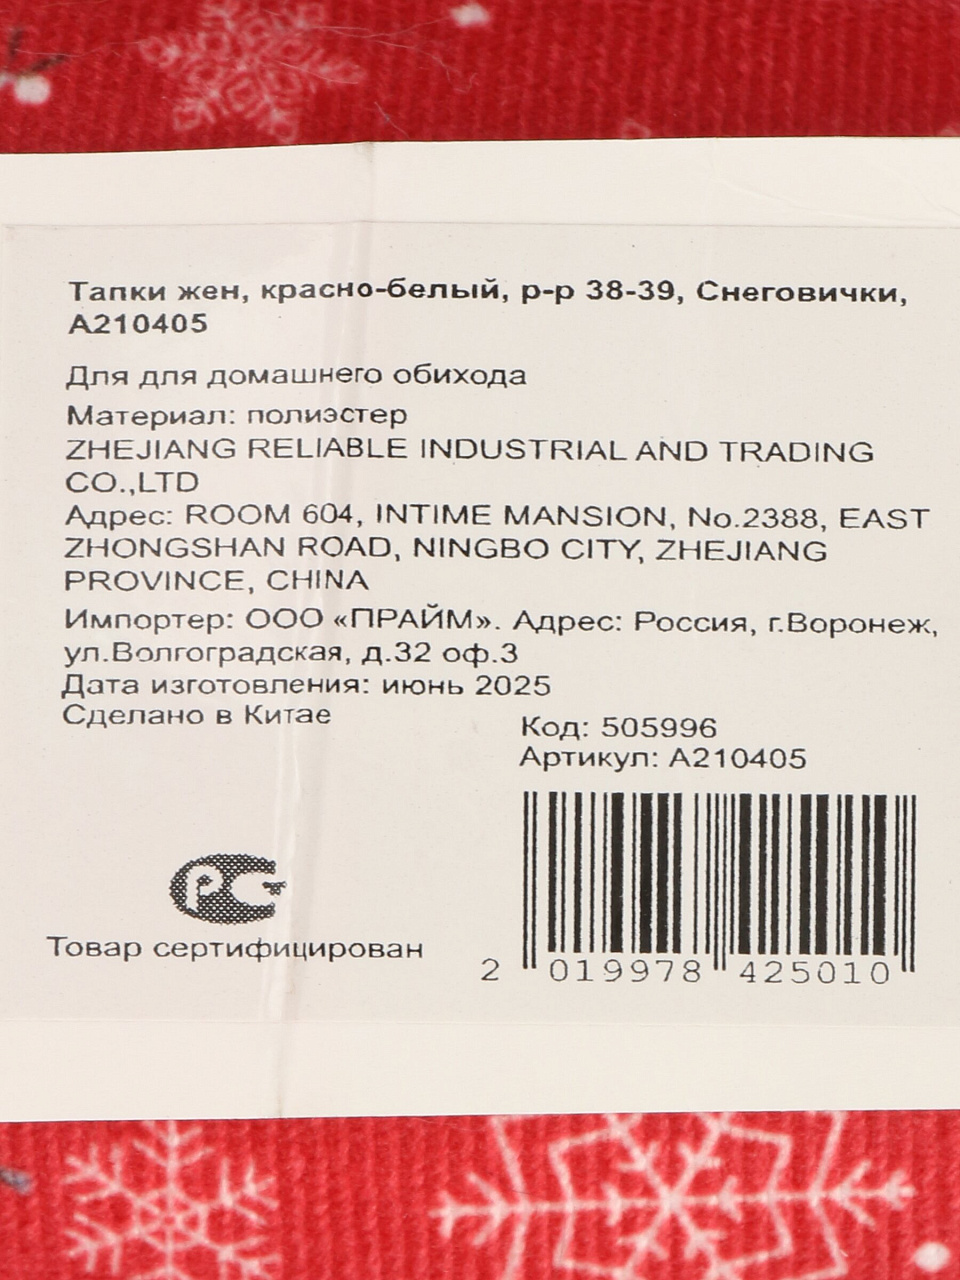 Тапки жен, красно-белый, р-р 38-39, Снеговички,
А210405
Для для домашнего обихода
Материал: полиэстер
ZHEJIANG RELIABLE INDUSTRIAL AND TRADING
CO.,LTD
Адрес: ROOM 604, INTIME MANSION, No.2388, EAST
ZHONGSHAN ROAD, NINGBO CITY, ZHEJIANG
PROVINCE, CHINA
Импортер: ООО «ПРАЙМ». Адрес: Россия, г.Воронеж,
ул.Волгоградская, д.32 оф.3
Дата изготовления: июнь 2025
Сделано в Китае
Код: 505996
Артикул: А210405
РСТ
Товар сертифицирован
2 019978 425010